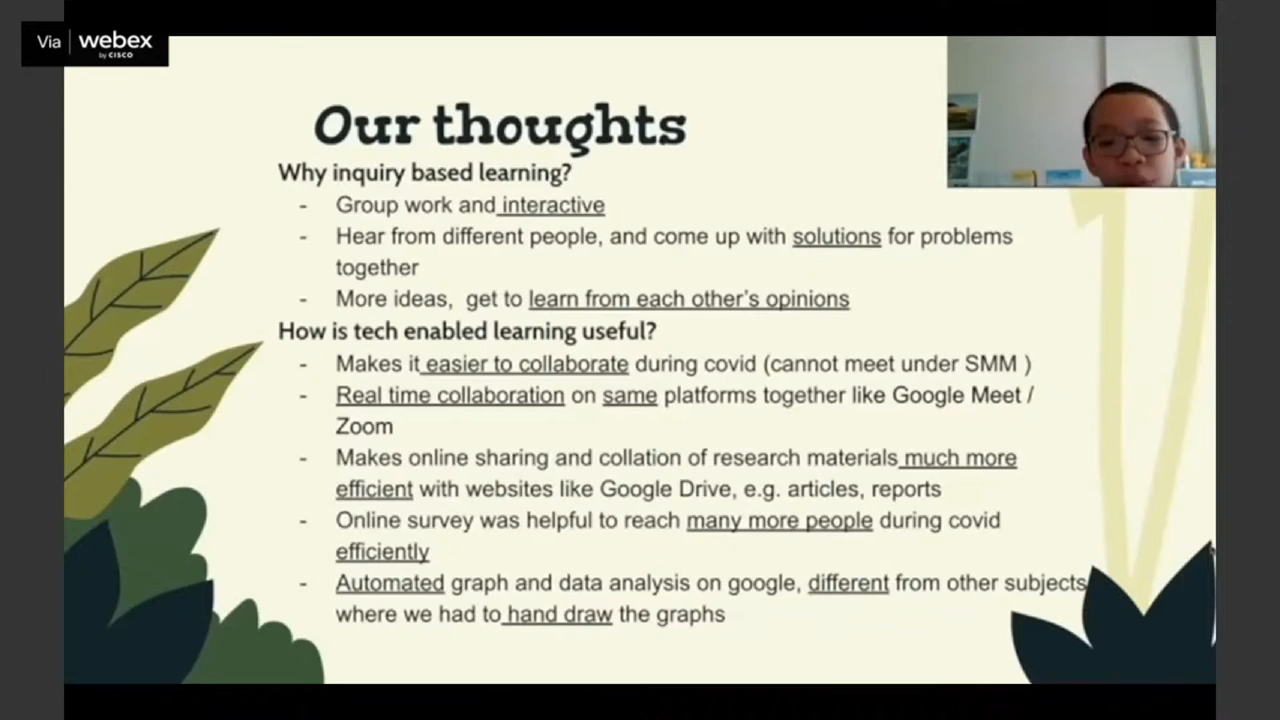 Via webex
by CISCO
Our thoughts
Why inquiry based learning?
- Group work and interactive
- Hear from different people, and come up with solutions for problems
together
- More ideas, get to learn from each other's opinions
How is tech enabled learning useful?
- Makes it easier to collaborate during covid (cannot meet under SMM )
- Real time collaboration on same platforms together like Google Meet /
Zoom
- Makes online sharing and collation of research materials much more
efficient with websites like Google Drive, e.g. articles, reports
- Online survey was helpful to reach many more people during covid
efficiently
- Automated graph and data analysis on google, different from other subjects
where we had to hand draw the graphs